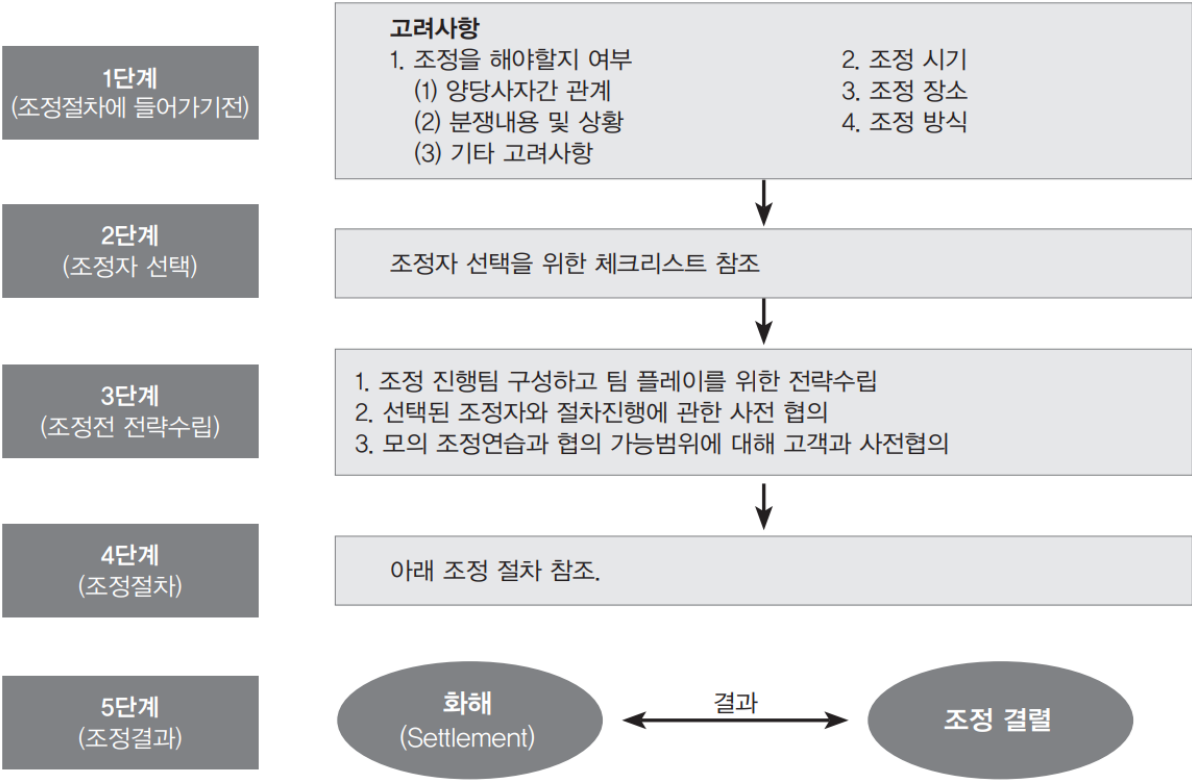 1단계
(조정절차에 들어가기전)
고려사항
1. 조정을 해야할지 여부
(1) 양당사자간 관계
(2) 분쟁내용 및 상황
(3) 기타 고려사항
2. 조정 시기
3. 조정 장소
4. 조정 방식
2단계
(조정자 선택)
조정자 선택을 위한 체크리스트 참조
3단계
(조정전 전략수립)
1. 조정 진행팀 구성하고 팀 플레이를 위한 전략수립
2. 선택된 조정자와 절차진행에 관한 사전 협의
3. 모의 조정연습과 협의 가능범위에 대해 고객과 사전협의
4단계
(조정절차)
아래 조정 절차 참조.
5단계
(조정결과)
화해
(Settlement)
결과
조정 결렬